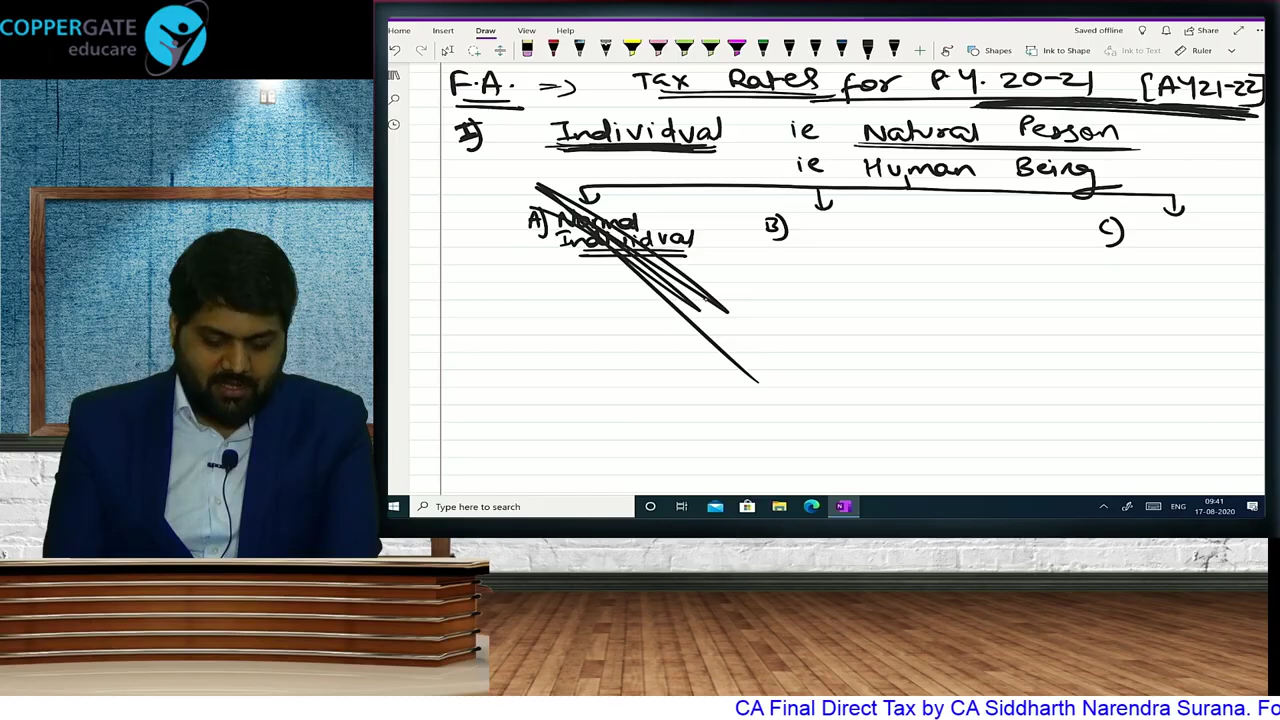 COPPERGATE
educare
Home Insert Draw View Help
Saved offline
Share
Shapes
Ink to Shape
Ink to Text
Ruler
F.A. => Tax Rates for P.Y. 20-21 [AY21-22]
I) Individual ie Natural Person
ie Human Being
A) Normal
Individual
B)
C)
Type here to search
ENG
09:41
17-08-2020
CA Final Direct Tax by CA Siddharth Narendra Surana. Fo